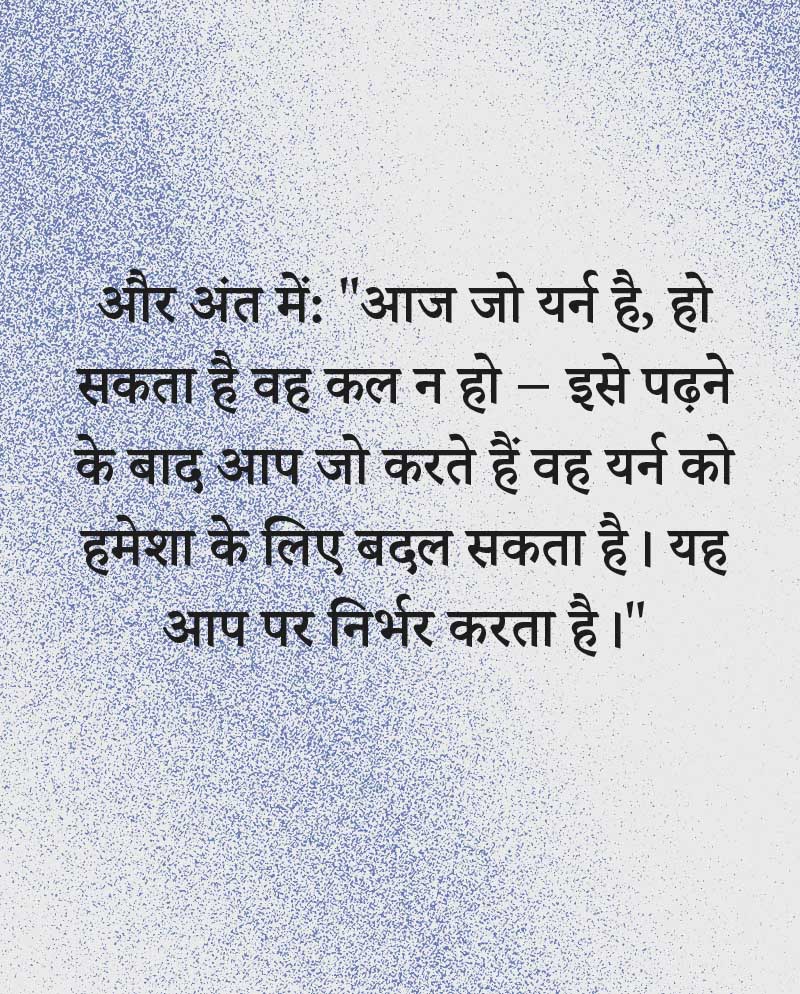 और अंत में: "आज जो यर्न है, हो
सकता है वह कल न हो – इसे पढ़ने
के बाद आप जो करते हैं वह यर्न को
हमेशा के लिए बदल सकता है। यह
आप पर निर्भर करता है।"